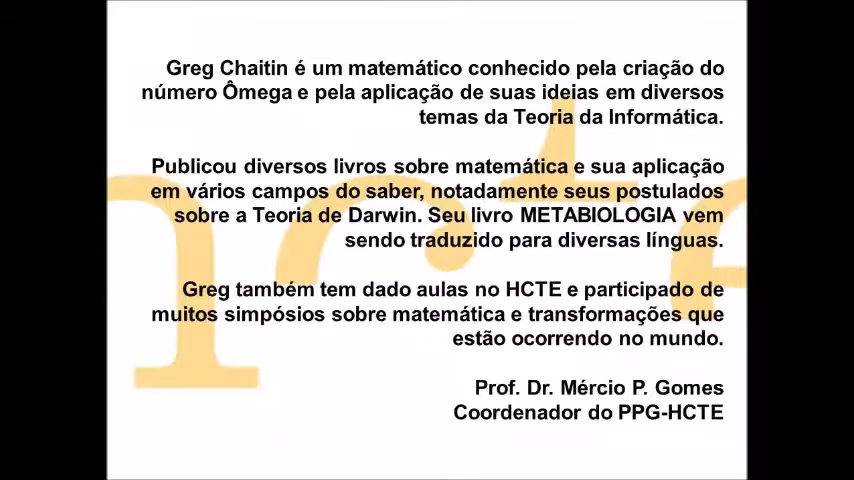 Greg Chaitin é um matemático conhecido pela criação do
número Ômega e pela aplicação de suas ideias em diversos
temas da Teoria da Informática.
Publicou diversos livros sobre matemática e sua aplicação
em vários campos do saber, notadamente seus postulados
sobre a Teoria de Darwin. Seu livro METABIOLOGIA vem
sendo traduzido para diversas línguas.
Greg também tem dado aulas no HCTE e participado de
muitos simpósios sobre matemática e transformações que
estão ocorrendo no mundo.
Prof. Dr. Mércio P. Gomes
Coordenador do PPG-HCTE